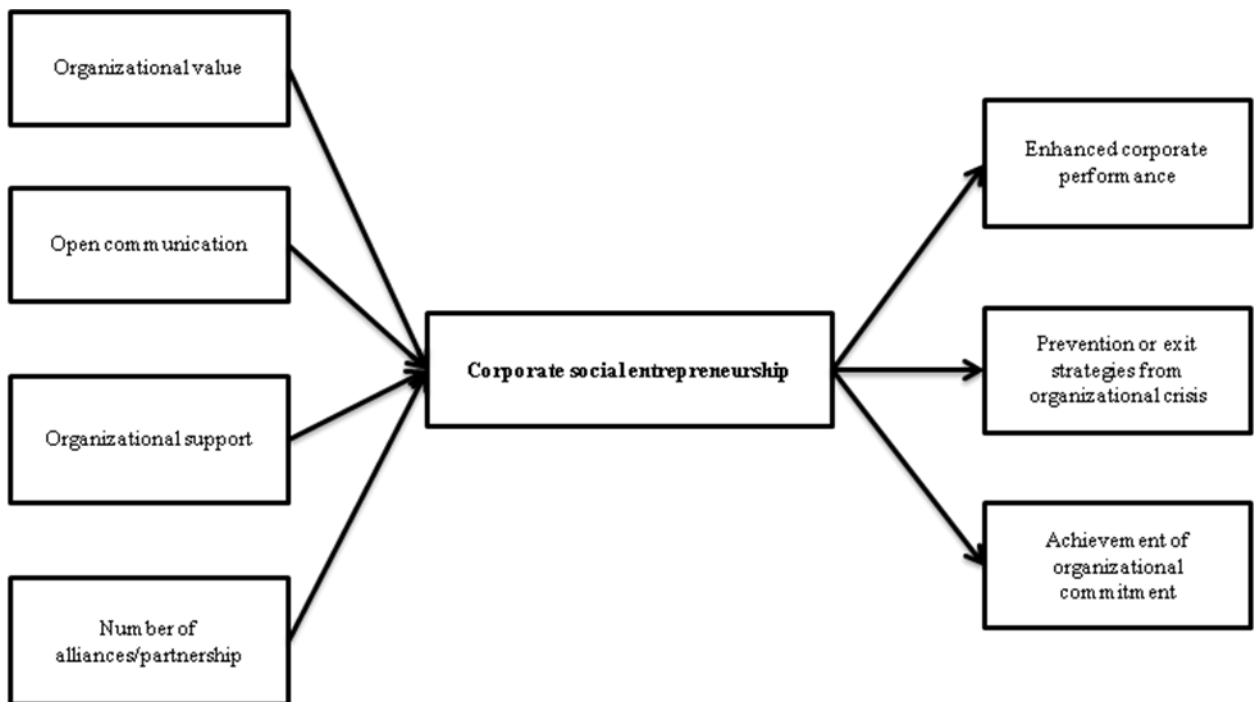 Organizational value
Open communication
Organizational support
Number of
alliances/partnership
Corporate social entrepreneurship
Enhanced corporate
performance
Prevention or exit
strategies from
organizational crisis
Achievement of
organizational
commitment